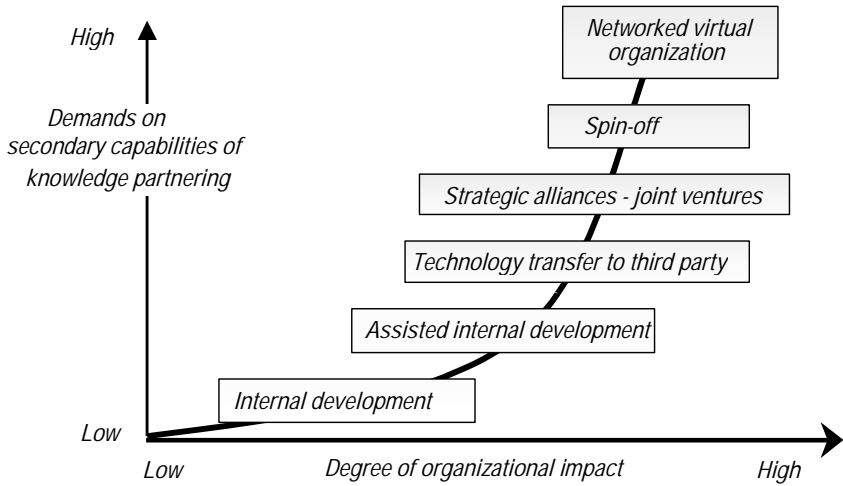 High
Networked virtual
organization
Demands on
secondary capabilities of
knowledge partnering
Spin-off
Strategic alliances - joint ventures
Technology transfer to third party
Assisted internal development
Internal development
Low
Low
Degree of organizational impact
High